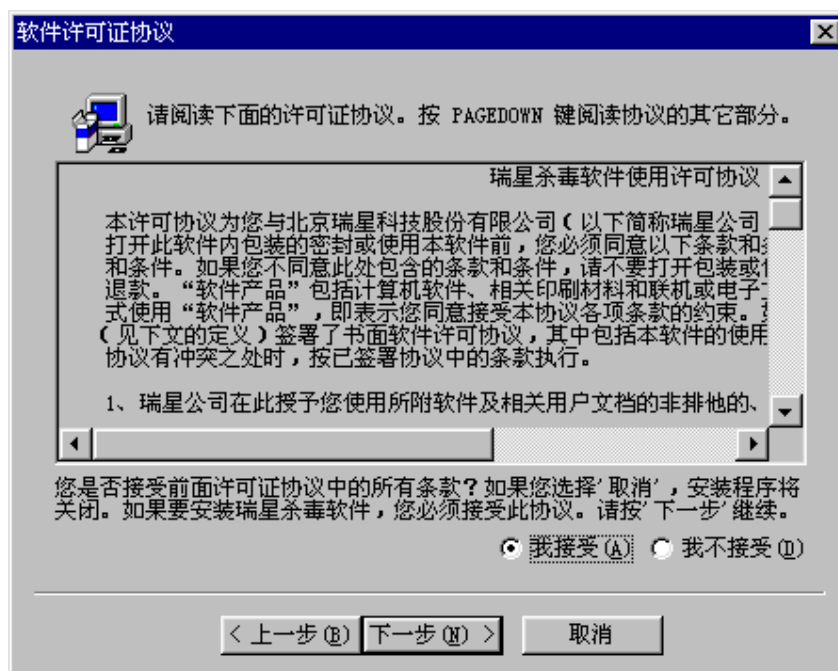 软件许可证协议
请阅读下面的许可证协议。按 PAGEDOWN 键阅读协议的其它部分。
瑞星杀毒软件使用许可协议
本许可协议为您与北京瑞星科技股份有限公司(以下简称瑞星公司
打开此软件内包装的密封或使用本软件前,您必须同意以下条款和
和条件。如果您不同意此处包含的条款和条件,请不要打开包装或
退款。“软件产品”包括计算机软件、相关印刷材料和联机或电子
式使用“软件产品”,即表示您同意接受本协议各项条款的约束。
(见下文的定义)签署了书面软件许可协议,其中包括本软件的使用
协议有冲突之处时,按已签署协议中的条款执行。
1、瑞星公司在此授予您使用所附软件及相关用户文档的非排他的、
您是否接受前面许可证协议中的所有条款?如果您选择'取消',安装程序将
关闭。如果要安装瑞星杀毒软件,您必须接受此协议。请按'下一步'继续。
我接受(A) 我不接受(D)
< 上一步(B) 下一步(N) > 取消